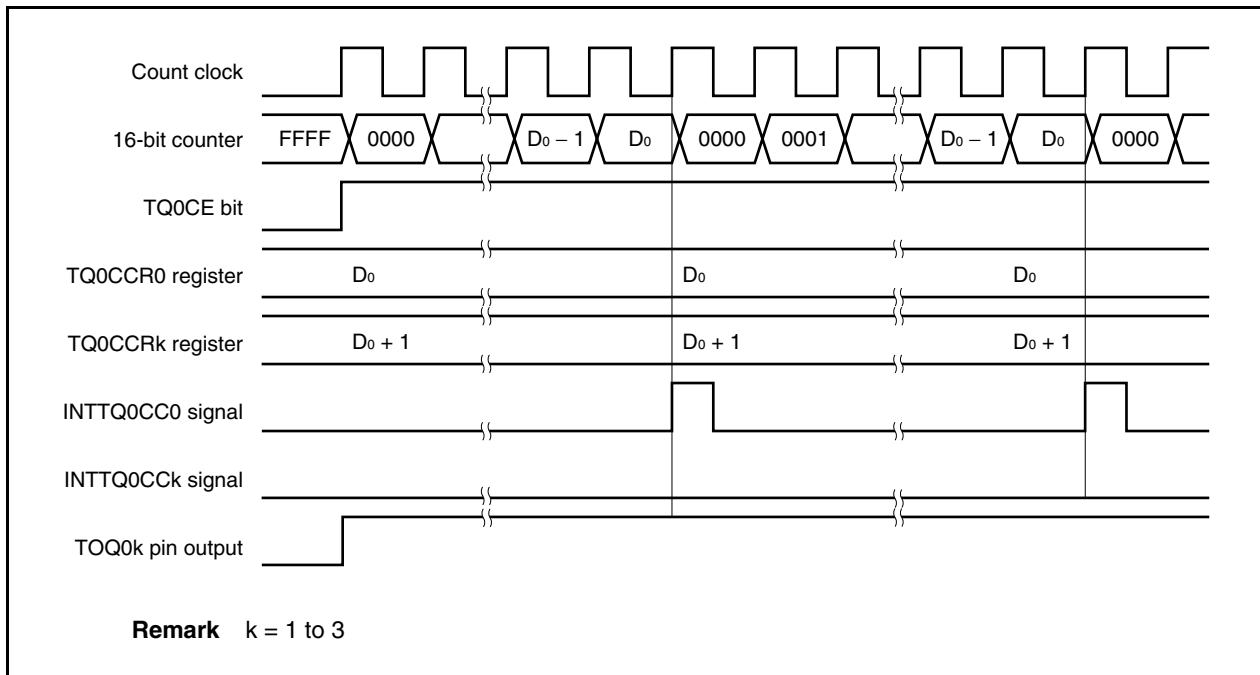 Count clock
16-bit counter FFFF 0000 D₀ − 1 D₀ 0000 0001 D₀ − 1 D₀ 0000
TQ0CE bit
TQ0CCR0 register D₀ D₀ D₀
TQ0CCRk register D₀ + 1 D₀ + 1 D₀ + 1
INTTQ0CC0 signal
INTTQ0CCk signal
TOQ0k pin output
Remark k = 1 to 3